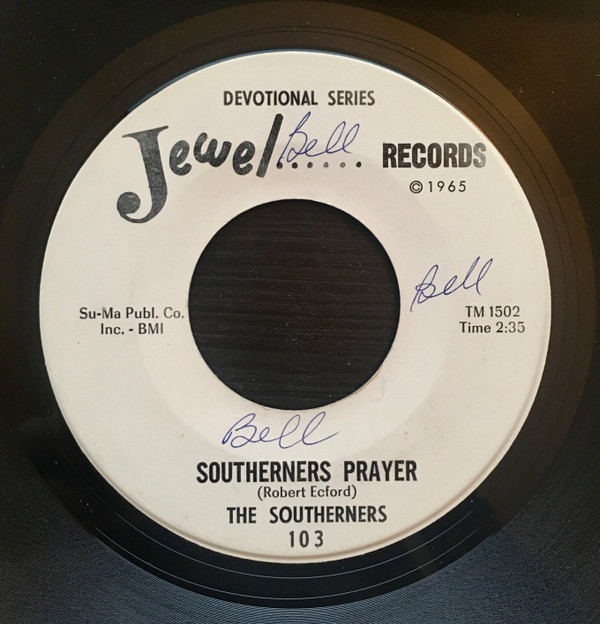 DEVOTIONAL SERIES
Jewel....... RECORDS
Bell
©1965
Bell
Su-Ma Publ. Co.
Inc. - BMI
TM 1502
Time 2:35
Bell
SOUTHERNERS PRAYER
(Robert Ecford)
THE SOUTHERNERS
103